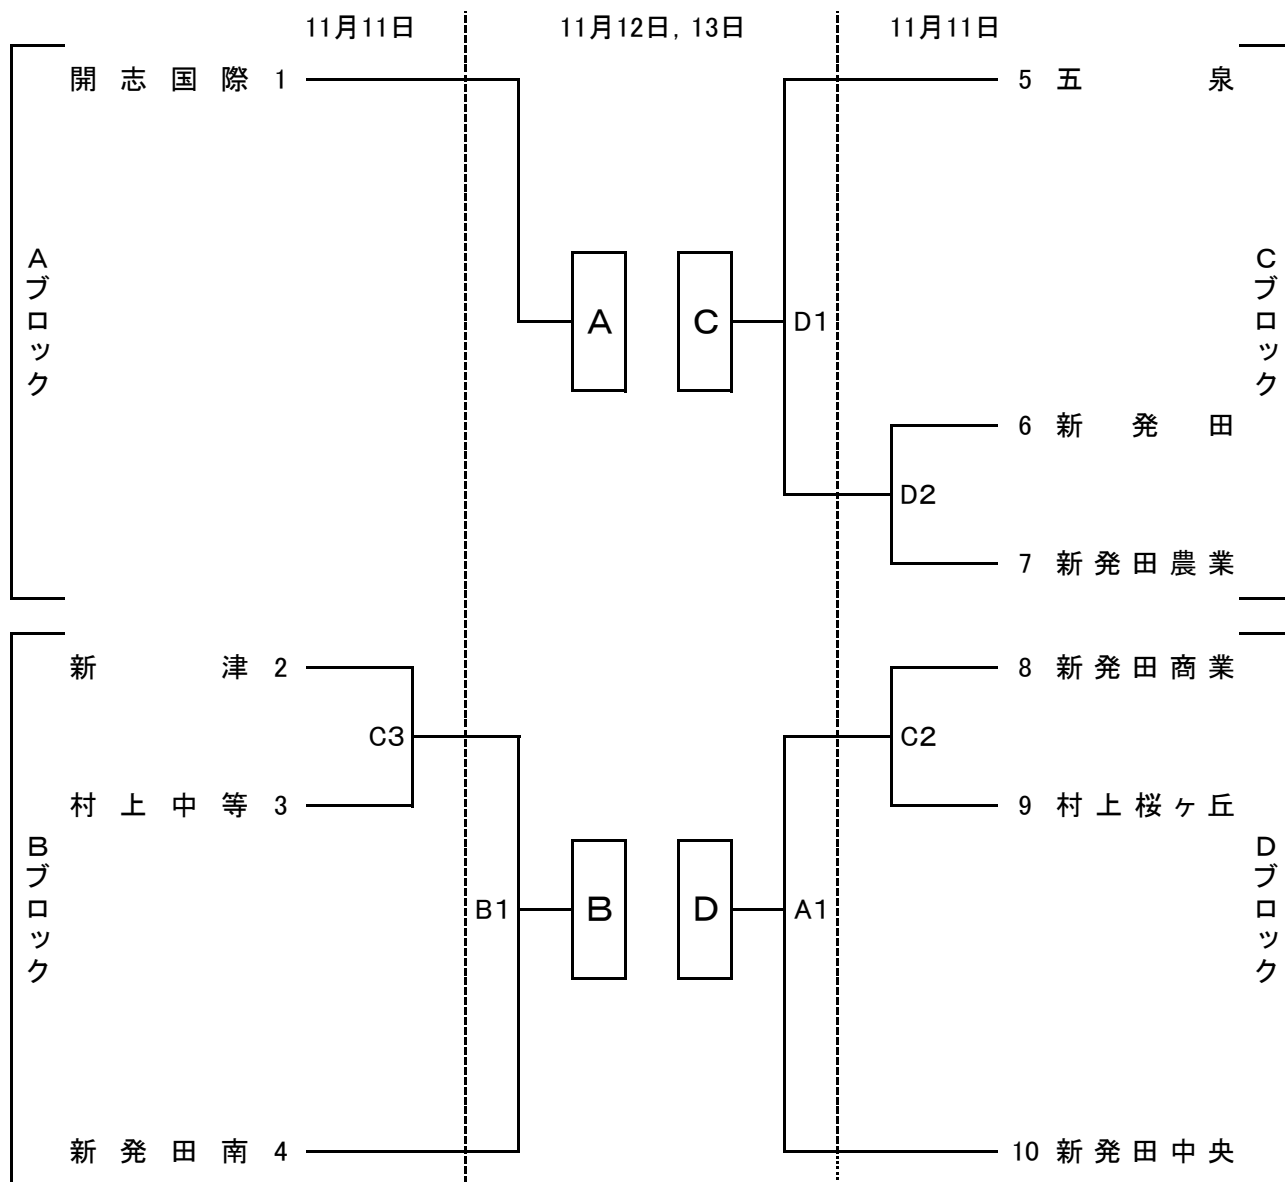 11月11日 11月12日, 13日 11月11日
開志国際 1
5 五泉
Aブロック
A
C
D1
Cブロック
6 新発田
D2
7 新発田農業
新津 2
8 新発田商業
C3
C2
村上中等 3
9 村上桜ヶ丘
Bブロック
B1
B
D
A1
Dブロック
新発田南 4
10 新発田中央